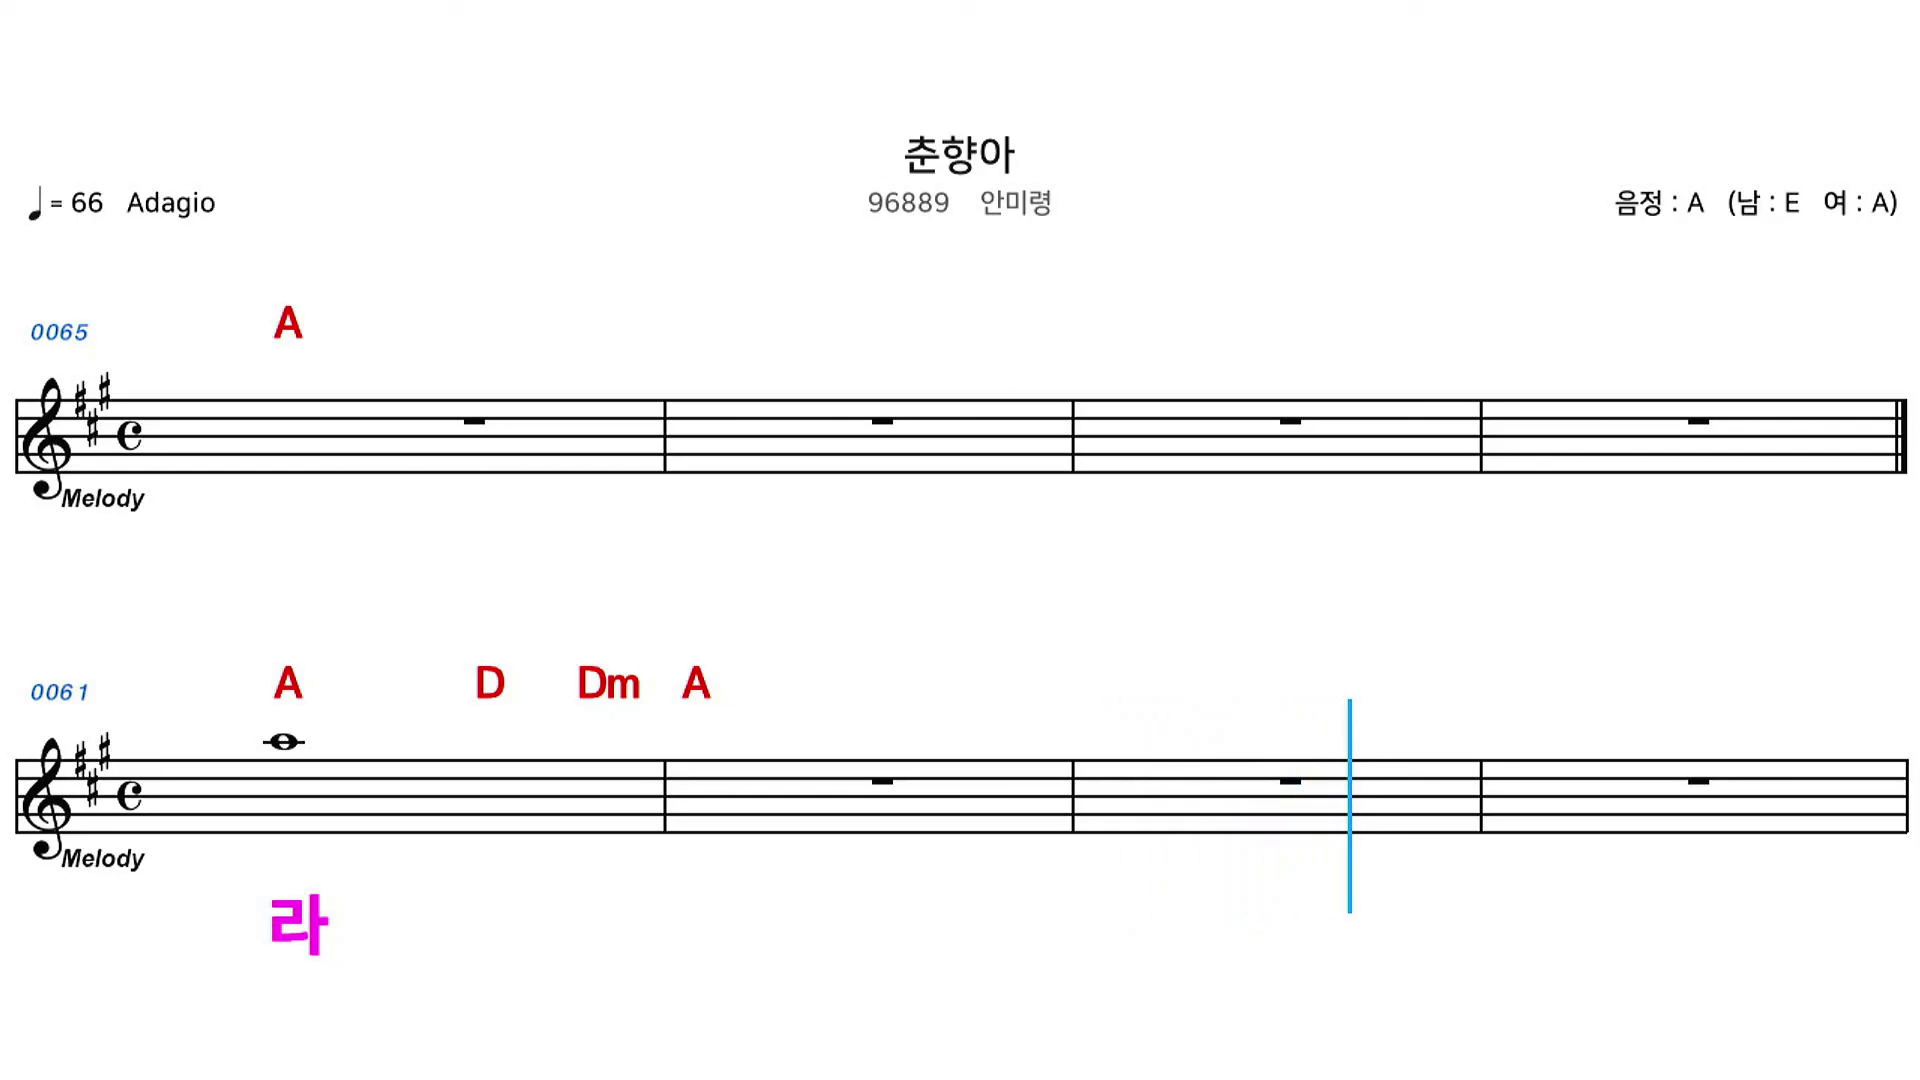 춘향아
♩ = 66 Adagio 96889 안미령 음정 : A (남 : E 여 : A)
0065 A
Melody
0061 A D Dm A
Melody
라